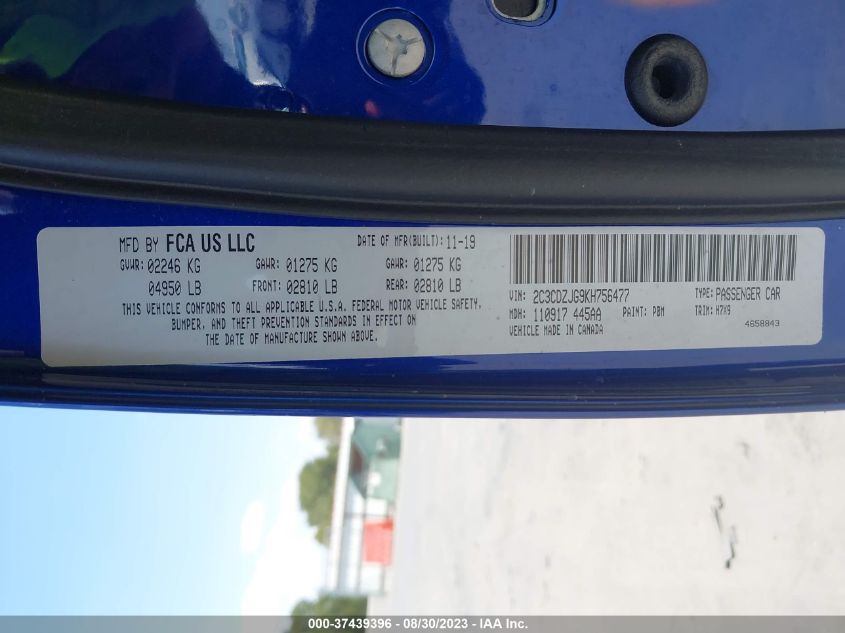 MFD BY FCA US LLC DATE OF MFR(BUILT): 11-19
GVWR: 02246 KG GAWR: 01275 KG GAWR: 01275 KG
04950 LB FRONT: 02810 LB REAR: 02810 LB
THIS VEHICLE CONFORMS TO ALL APPLICABLE U.S.A. FEDERAL MOTOR VEHICLE SAFETY,
BUMPER, AND THEFT PREVENTION STANDARDS IN EFFECT ON
THE DATE OF MANUFACTURE SHOWN ABOVE.
VIN: 2C3CDZJG9KH756477 TYPE: PASSENGER CAR
MDH: 110917 445AA PAINT: PBM TRIM: H7X9
VEHICLE MADE IN CANADA 4658843
000-37439396 - 08/30/2023 - IAA Inc.